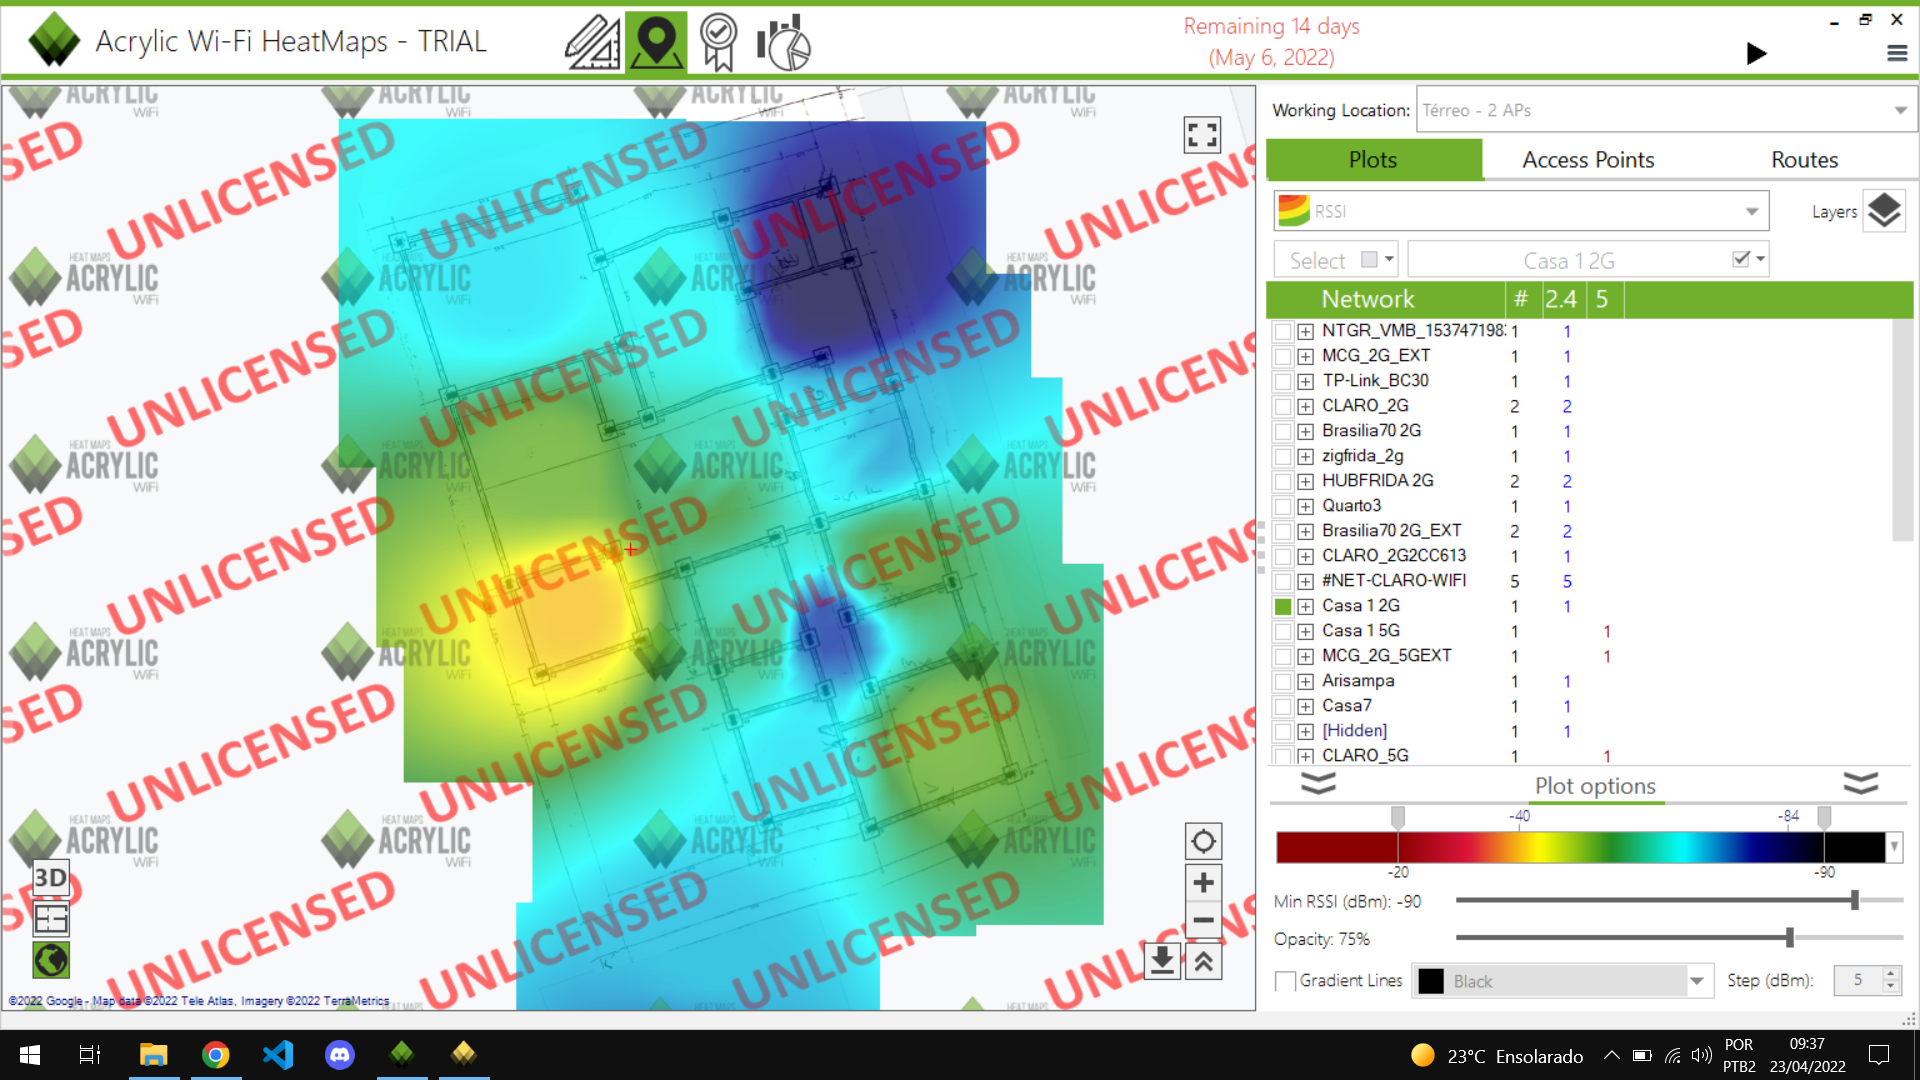 Acrylic Wi-Fi HeatMaps - TRIAL
Remaining 14 days
(May 6, 2022)
Working Location:
Térreo - 2 APs
Plots
Access Points
Routes
RSSI
Layers
Select
Casa 1 2G
Network # 2.4 5
NTGR_VMB_153747198 1 1
MCG_2G_EXT 1 1
TP-Link_BC30 1 1
CLARO_2G 2 2
Brasilia70 2G 1 1
zigfrida_2g 1 1
HUBFRIDA 2G 2 2
Quarto3 1 1
Brasilia70 2G_EXT 2 2
CLARO_2G2CC613 1 1
#NET-CLARO-WIFI 5 5
Casa 1 2G 1 1
Casa 1 5G 1 1
MCG_2G_5GEXT 1 1
Arisampa 1 1
Casa7 1 1
[Hidden] 1 1
CLARO_5G 1 1
Plot options
-40 -84
-20 -90
Min RSSI (dBm): -90
Opacity: 75%
Gradient Lines
Black
Step (dBm):
5
HEAT MAPS
ACRYLIC
WiFi
UNLICENSED
3D
©2022 Google - Map data ©2022 Tele Atlas, Imagery ©2022 TerraMetrics
23°C Ensolarado
POR
PTB2
09:37
23/04/2022